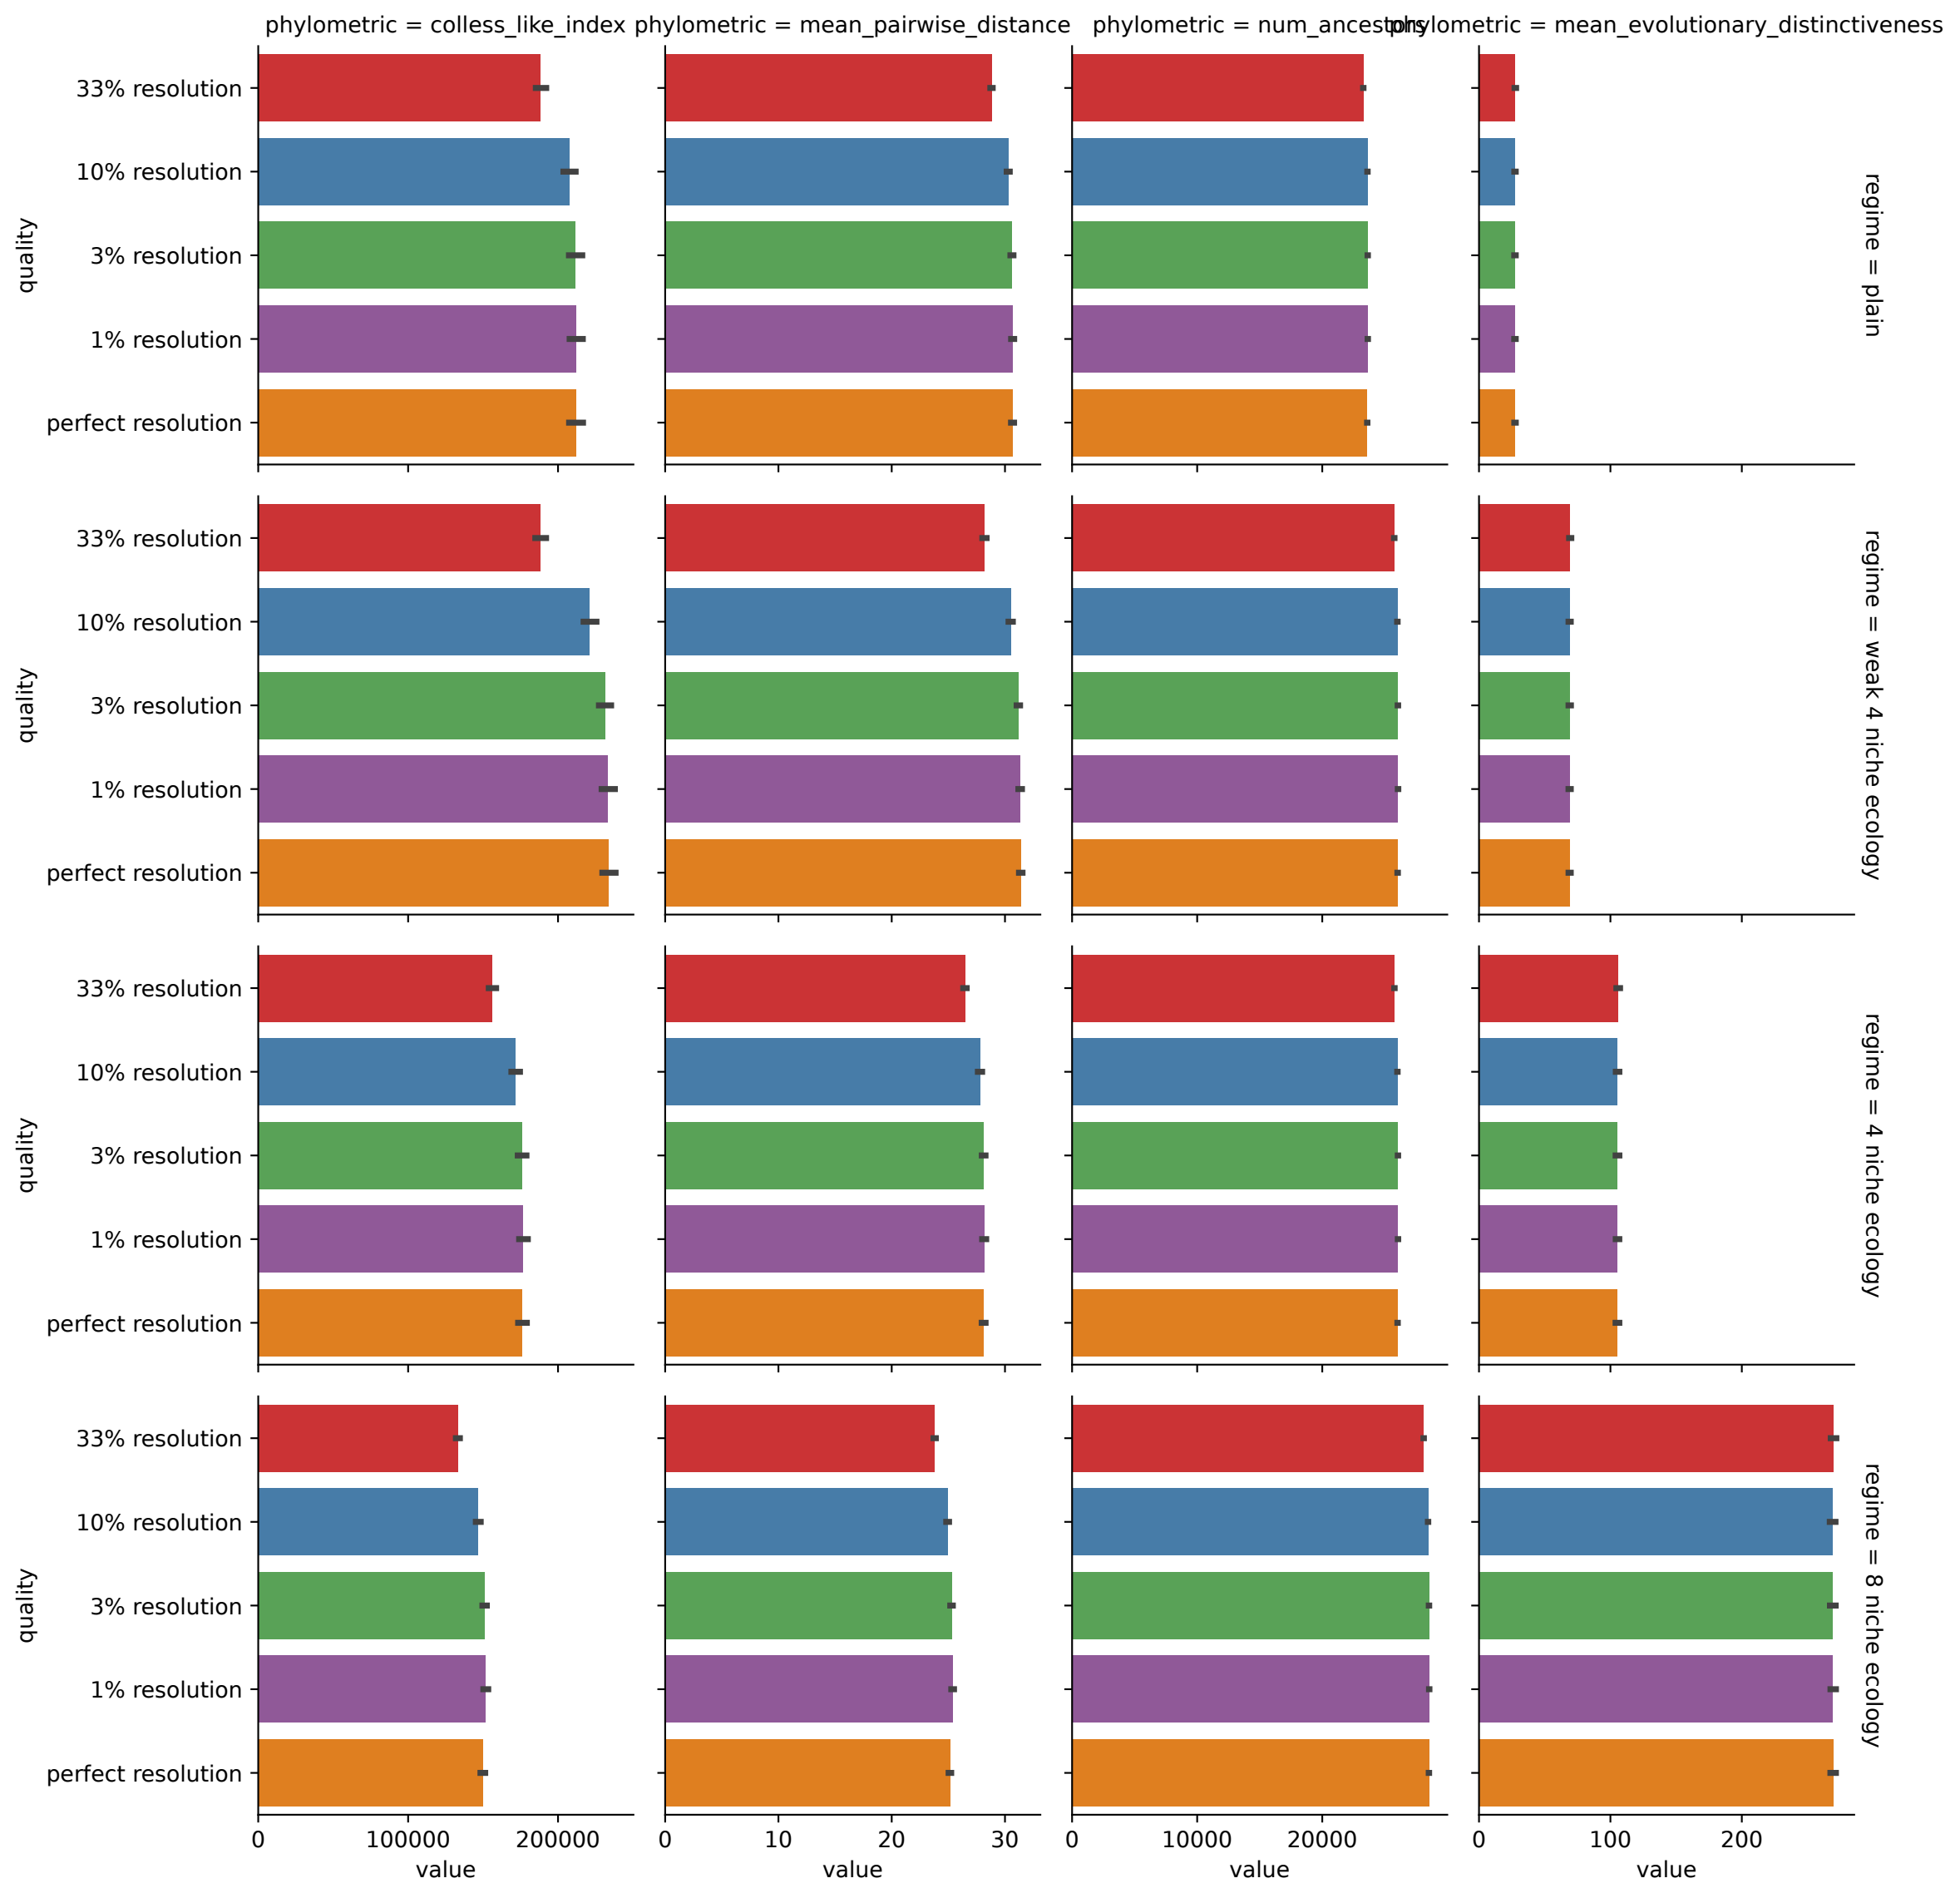 phylometric = colless_like_index
phylometric = mean_pairwise_distance
phylometric = num_ancestors
phylometric = mean_evolutionary_distinctiveness
quality
33% resolution
10% resolution
3% resolution
1% resolution
perfect resolution
regime = plain
quality
33% resolution
10% resolution
3% resolution
1% resolution
perfect resolution
regime = weak 4 niche ecology
quality
33% resolution
10% resolution
3% resolution
1% resolution
perfect resolution
regime = 4 niche ecology
quality
33% resolution
10% resolution
3% resolution
1% resolution
perfect resolution
regime = 8 niche ecology
0 100000 200000
0 10 20 30
0 10000 20000
0 100 200
value
value
value
value